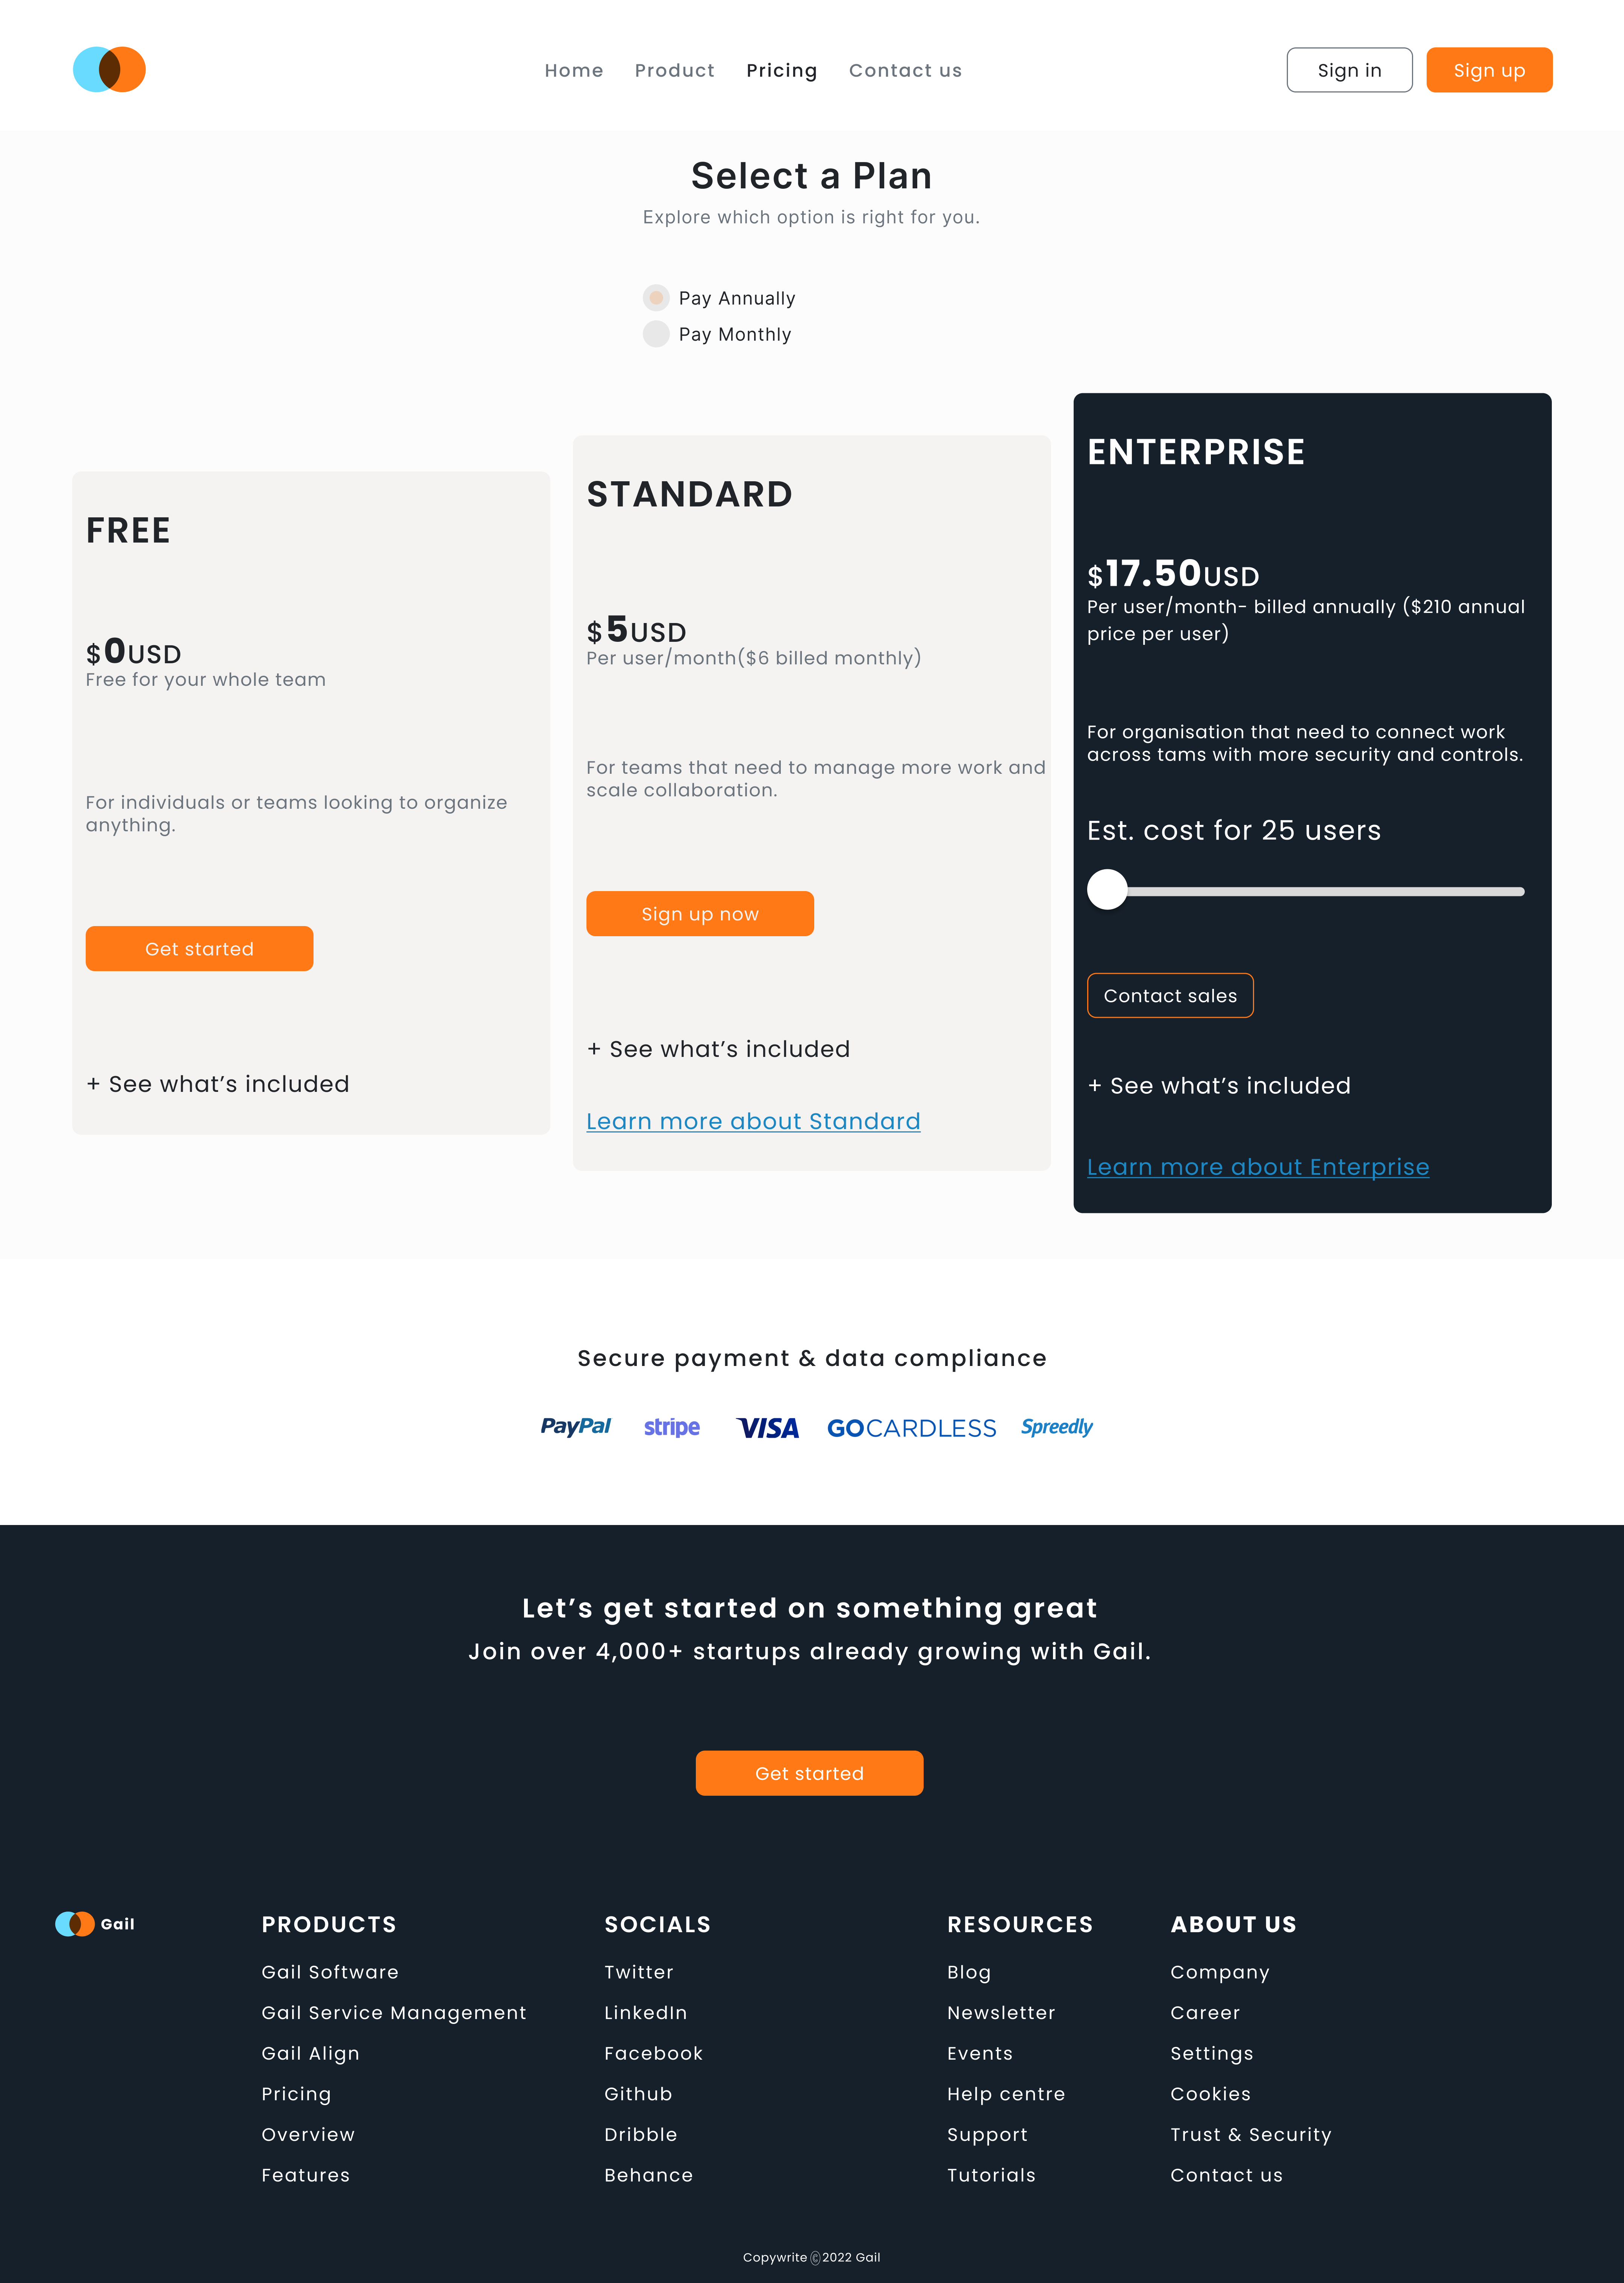 Home Product Pricing Contact us
Sign in
Sign up
Select a Plan
Explore which option is right for you.
Pay Annually
Pay Monthly
FREE
$0USD
Free for your whole team
For individuals or teams looking to organize
anything.
Get started
+ See what’s included
STANDARD
$5USD
Per user/month($6 billed monthly)
For teams that need to manage more work and
scale collaboration.
Sign up now
+ See what’s included
Learn more about Standard
ENTERPRISE
$17.50USD
Per user/month- billed annually ($210 annual
price per user)
For organisation that need to connect work
across tams with more security and controls.
Est. cost for 25 users
Contact sales
+ See what’s included
Learn more about Enterprise
Secure payment & data compliance
PayPal stripe VISA GOCARDLESS Spreedly
Let’s get started on something great
Join over 4,000+ startups already growing with Gail.
Get started
Gail
PRODUCTS
Gail Software
Gail Service Management
Gail Align
Pricing
Overview
Features
SOCIALS
Twitter
LinkedIn
Facebook
Github
Dribble
Behance
RESOURCES
Blog
Newsletter
Events
Help centre
Support
Tutorials
ABOUT US
Company
Career
Settings
Cookies
Trust & Security
Contact us
Copywrite ©2022 Gail